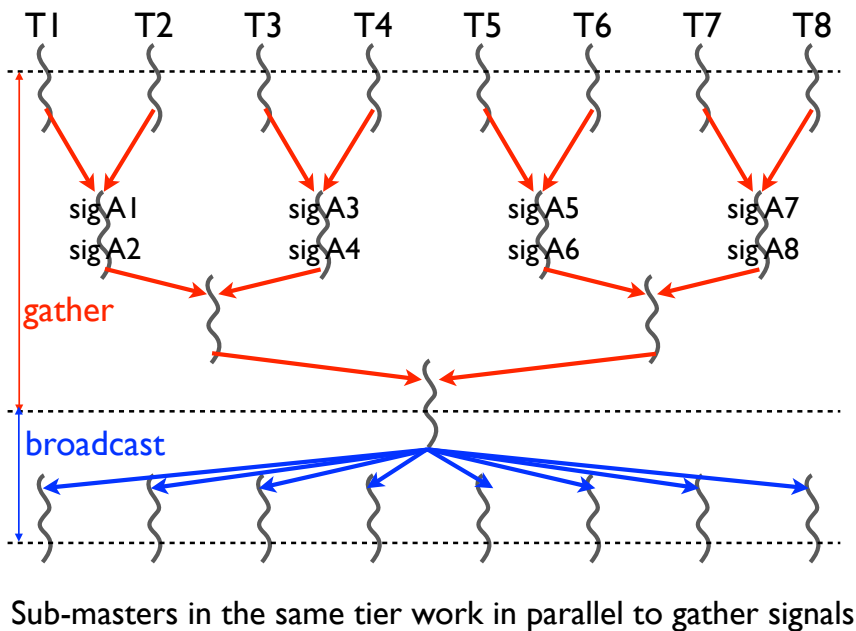 T1 T2 T3 T4 T5 T6 T7 T8
sig A1 sig A3 sig A5 sig A7
sig A2 sig A4 sig A6 sig A8
gather
broadcast
Sub-masters in the same tier work in parallel to gather signals